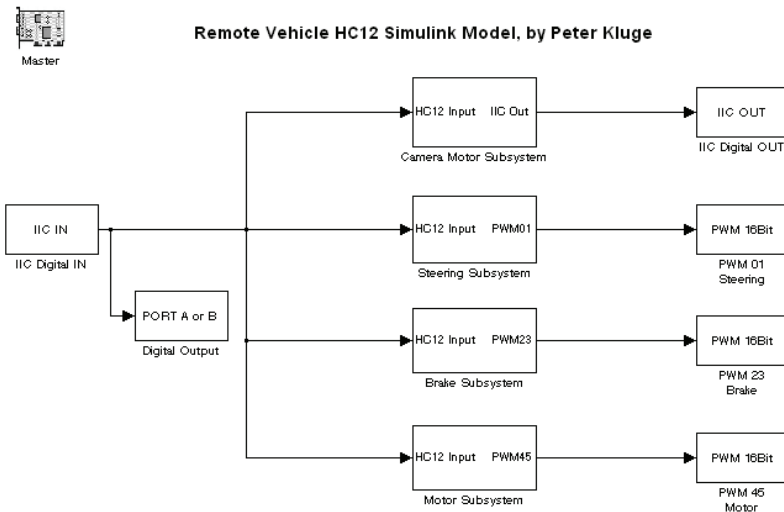 Remote Vehicle HC12 Simulink Model, by Peter Kluge
Master
HC12 Input IIC Out
Camera Motor Subsystem
IIC OUT
IIC Digital OUT
IIC IN
IIC Digital IN
HC12 Input PWM01
Steering Subsystem
PWM 16Bit
PWM 01
Steering
PORT A or B
Digital Output
HC12 Input PWM23
Brake Subsystem
PWM 16Bit
PWM 23
Brake
HC12 Input PWM45
Motor Subsystem
PWM 16Bit
PWM 45
Motor